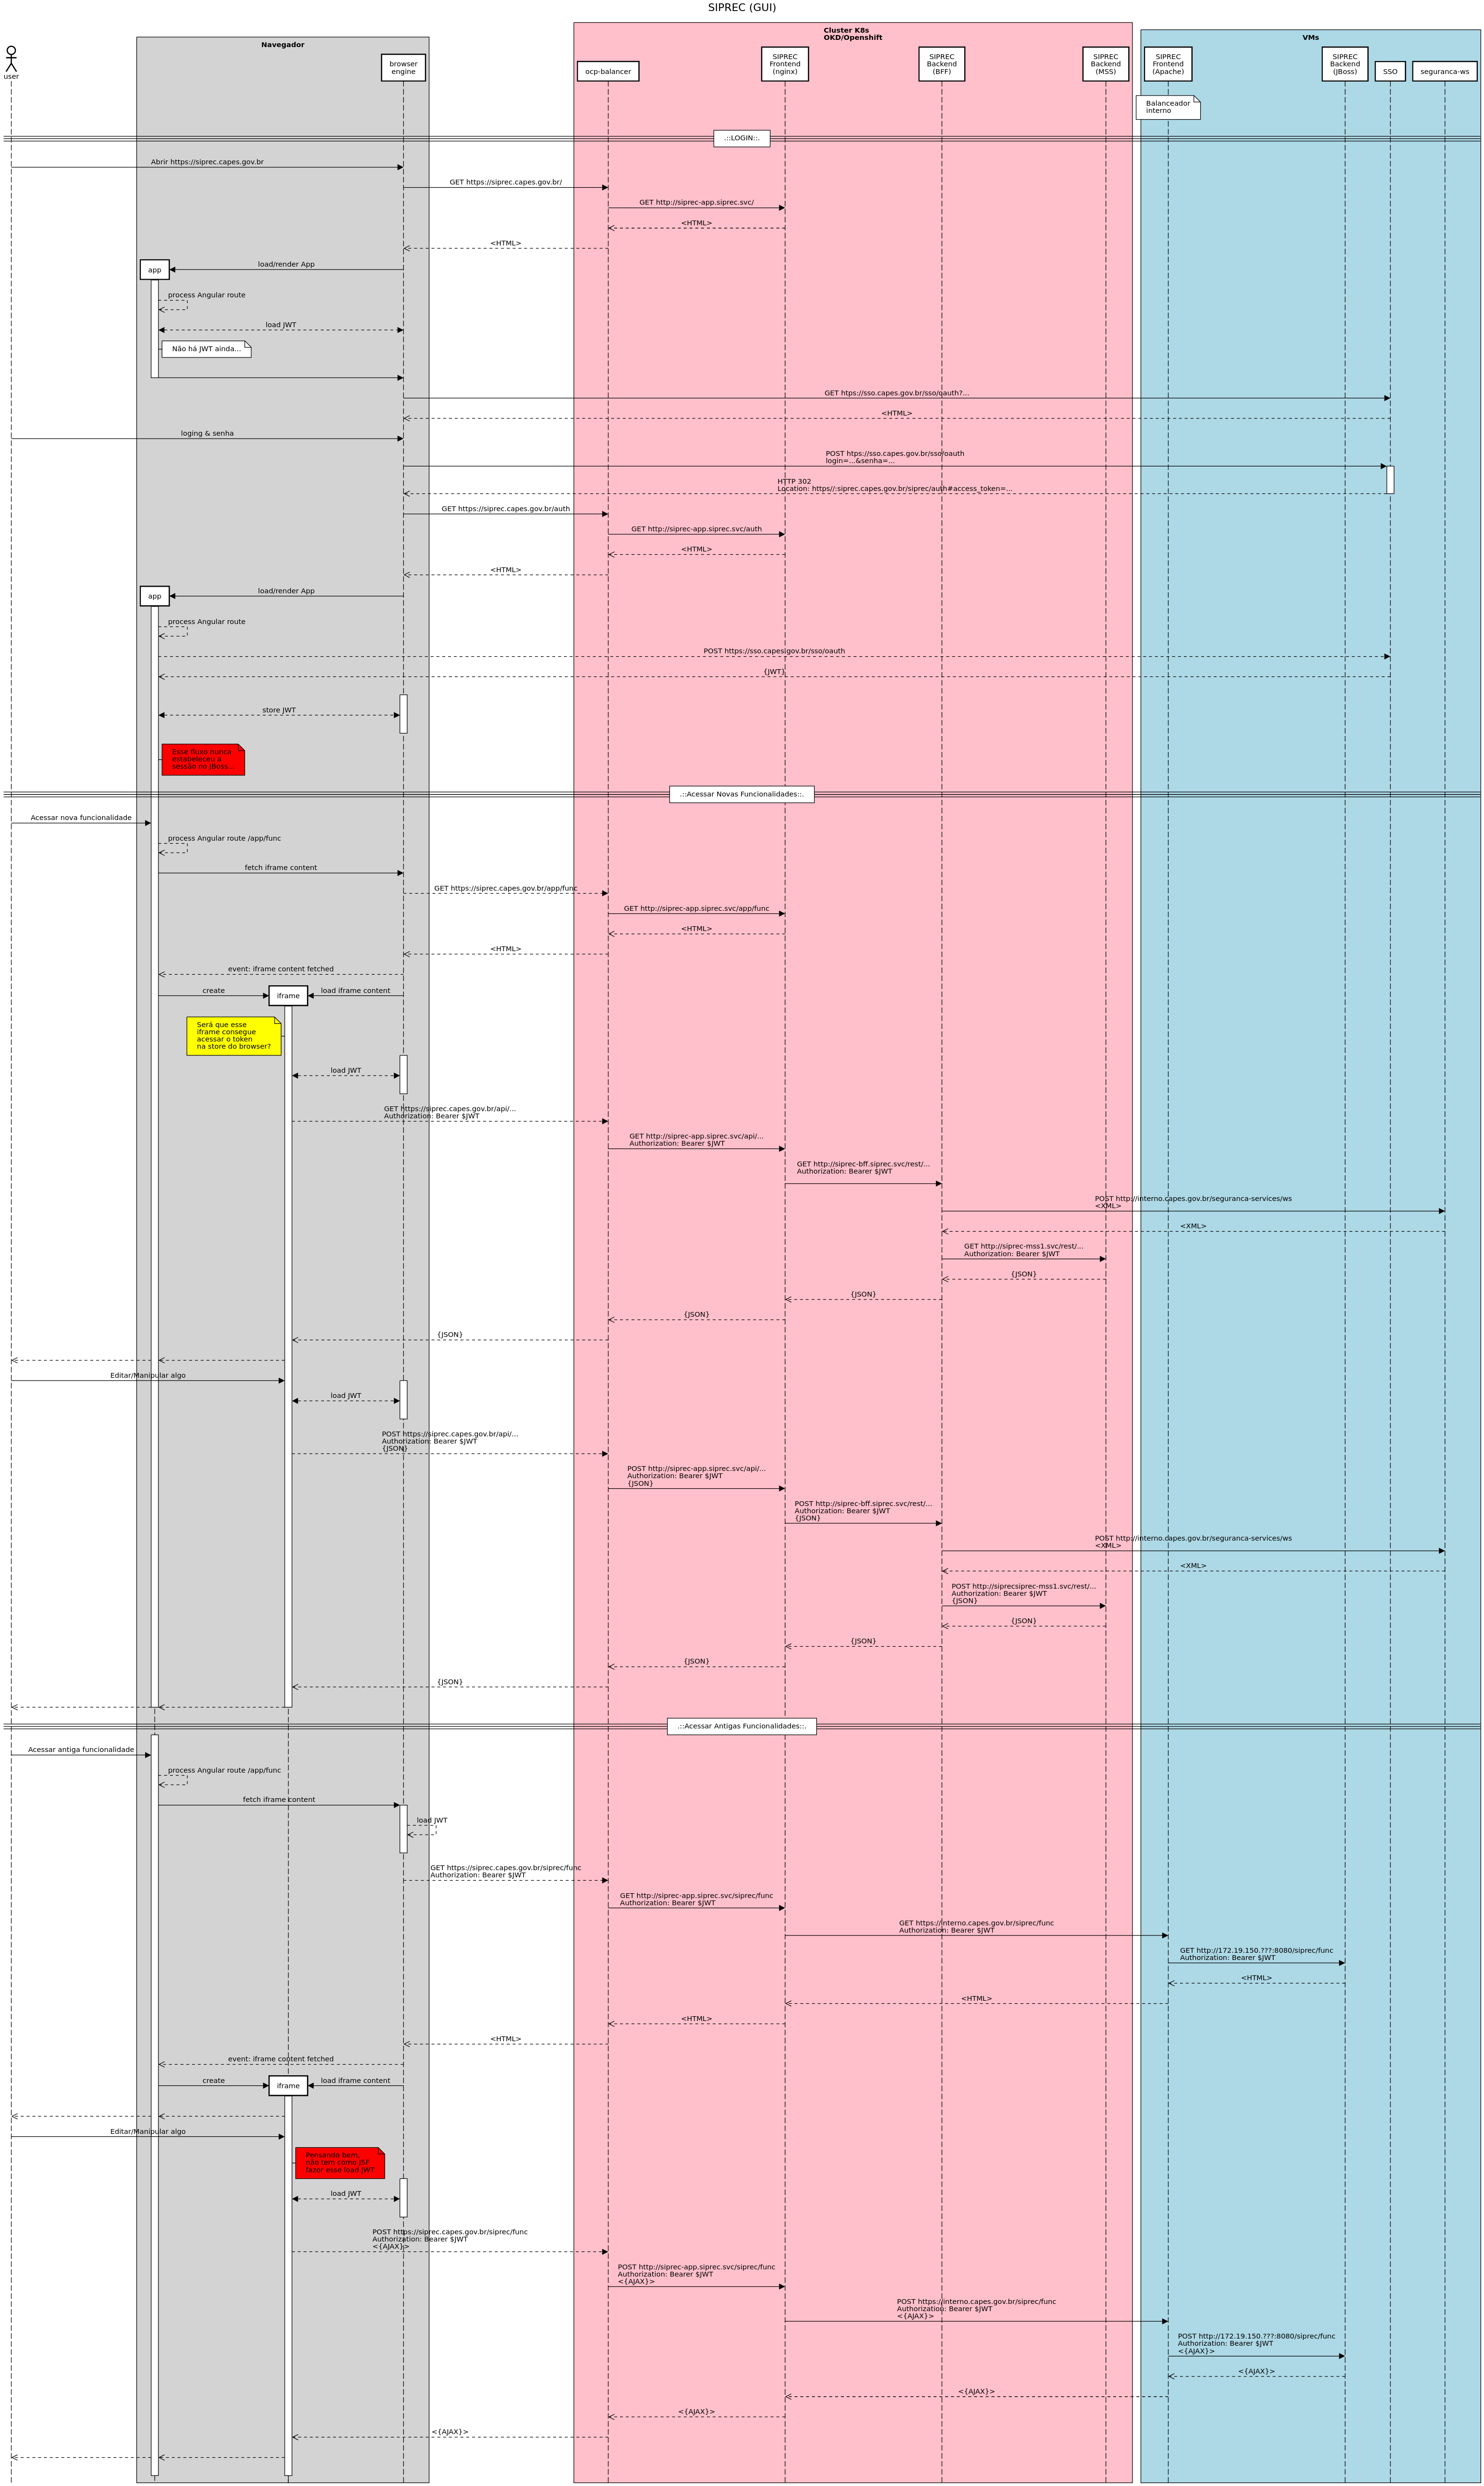 SIPREC (GUI)
Navegador
Cluster K8s
OKD/Openshift
VMs
user
browser
engine
ocp-balancer
SIPREC
Frontend
(nginx)
SIPREC
Backend
(BFF)
SIPREC
Backend
(MSS)
SIPREC
Frontend
(Apache)
SIPREC
Backend
(JBoss)
SSO
seguranca-ws
Balanceador
interno
.::LOGIN::.
Abrir https://siprec.capes.gov.br
GET https://siprec.capes.gov.br/
GET http://siprec-app.siprec.svc/
<HTML>
<HTML>
app
load/render App
process Angular route
load JWT
Não há JWT ainda...
GET https://sso.capes.gov.br/sso/oauth?...
<HTML>
loging & senha
POST https://sso.capes.gov.br/sso/oauth
login=...&senha=...
HTTP 302
Location: https//:siprec.capes.gov.br/siprec/auth#access_token=...
GET https://siprec.capes.gov.br/auth
GET http://siprec-app.siprec.svc/auth
<HTML>
<HTML>
app
load/render App
process Angular route
POST https://sso.capes.gov.br/sso/oauth
{JWT}
store JWT
Esse fluxo nunca
estabeleceu a
sessão no JBoss...
.::Acessar Novas Funcionalidades::.
Acessar nova funcionalidade
process Angular route /app/func
fetch iframe content
GET https://siprec.capes.gov.br/app/func
GET http://siprec-app.siprec.svc/app/func
<HTML>
<HTML>
event: iframe content fetched
create
iframe
load iframe content
Será que esse
iframe consegue
acessar o token
na store do browser?
load JWT
GET https://siprec.capes.gov.br/api/...
Authorization: Bearer $JWT
GET http://siprec-app.siprec.svc/api/...
Authorization: Bearer $JWT
GET http://siprec-bff.siprec.svc/rest/...
Authorization: Bearer $JWT
POST http://interno.capes.gov.br/seguranca-services/ws
<XML>
<XML>
GET http://siprec-mss1.svc/rest/...
Authorization: Bearer $JWT
{JSON}
{JSON}
{JSON}
{JSON}
Editar/Manipular algo
load JWT
POST https://siprec.capes.gov.br/api/...
Authorization: Bearer $JWT
{JSON}
POST http://siprec-app.siprec.svc/api/...
Authorization: Bearer $JWT
{JSON}
POST http://siprec-bff.siprec.svc/rest/...
Authorization: Bearer $JWT
{JSON}
POST http://interno.capes.gov.br/seguranca-services/ws
<XML>
<XML>
POST http://siprecsiprec-mss1.svc/rest/...
Authorization: Bearer $JWT
{JSON}
{JSON}
{JSON}
{JSON}
{JSON}
.::Acessar Antigas Funcionalidades::.
Acessar antiga funcionalidade
process Angular route /app/func
fetch iframe content
load JWT
GET https://siprec.capes.gov.br/siprec/func
Authorization: Bearer $JWT
GET http://siprec-app.siprec.svc/siprec/func
Authorization: Bearer $JWT
GET https://interno.capes.gov.br/siprec/func
Authorization: Bearer $JWT
GET http://172.19.150.???:8080/siprec/func
Authorization: Bearer $JWT
<HTML>
<HTML>
<HTML>
<HTML>
event: iframe content fetched
create
iframe
load iframe content
Editar/Manipular algo
Pensando bem,
não tem como JSF
fazer esse load JWT
load JWT
POST https://siprec.capes.gov.br/siprec/func
Authorization: Bearer $JWT
<{AJAX}>
POST http://siprec-app.siprec.svc/siprec/func
Authorization: Bearer $JWT
<{AJAX}>
POST https://interno.capes.gov.br/siprec/func
Authorization: Bearer $JWT
<{AJAX}>
POST http://172.19.150.???:8080/siprec/func
Authorization: Bearer $JWT
<{AJAX}>
<{AJAX}>
<{AJAX}>
<{AJAX}>
<{AJAX}>